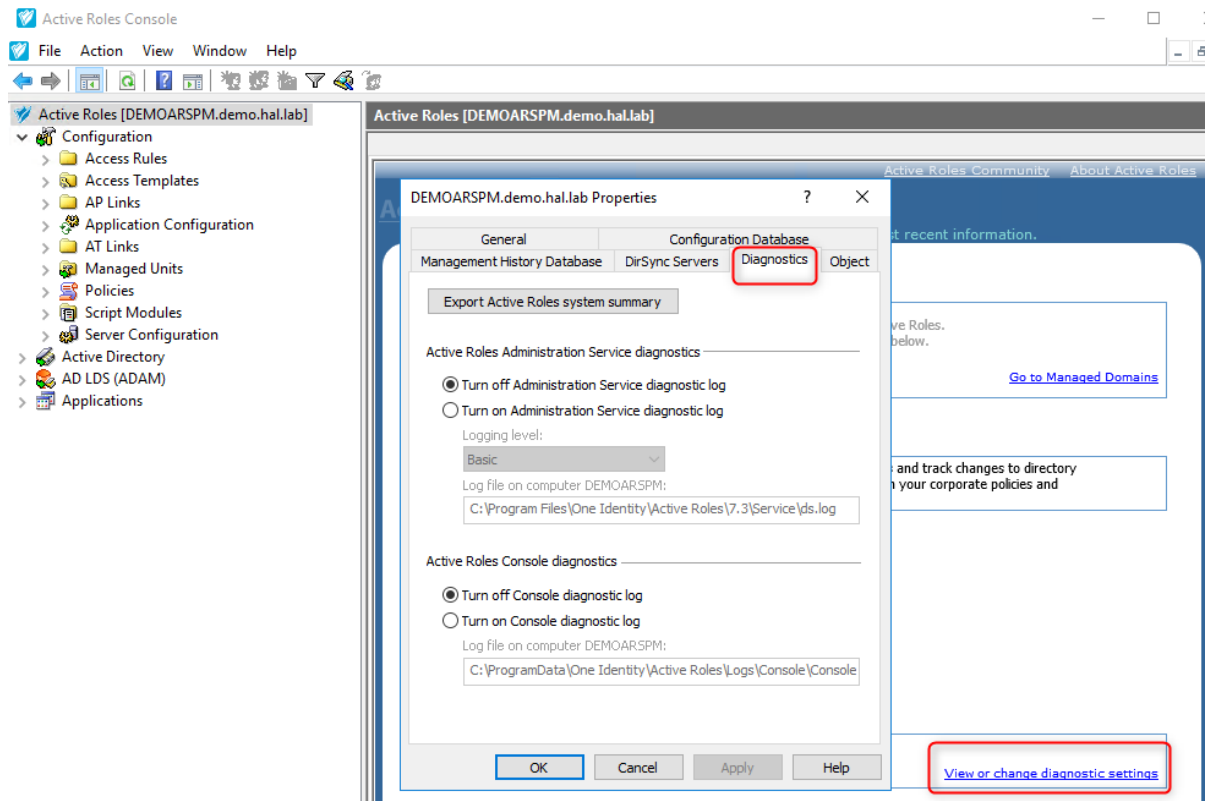 Active Roles Console
File Action View Window Help
Active Roles [DEMOARSPM.demo.hal.lab]
Configuration
Access Rules
Access Templates
AP Links
Application Configuration
AT Links
Managed Units
Policies
Script Modules
Server Configuration
Active Directory
AD LDS (ADAM)
Applications
Active Roles [DEMOARSPM.demo.hal.lab]
Active Roles Community About Active Roles
st recent information.
ve Roles.
below.
Go to Managed Domains
and track changes to directory
your corporate policies and
View or change diagnostic settings
DEMOARSPM.demo.hal.lab Properties
?
General Configuration Database
Management History Database DirSync Servers Diagnostics Object
Export Active Roles system summary
Active Roles Administration Service diagnostics
Turn off Administration Service diagnostic log
Turn on Administration Service diagnostic log
Logging level:
Basic
Log file on computer DEMOARSPM:
C:\Program Files\One Identity\Active Roles\7.3\Service\ds.log
Active Roles Console diagnostics
Turn off Console diagnostic log
Turn on Console diagnostic log
Log file on computer DEMOARSPM:
C:\ProgramData\One Identity\Active Roles\Logs\Console\Console
OK Cancel Apply Help